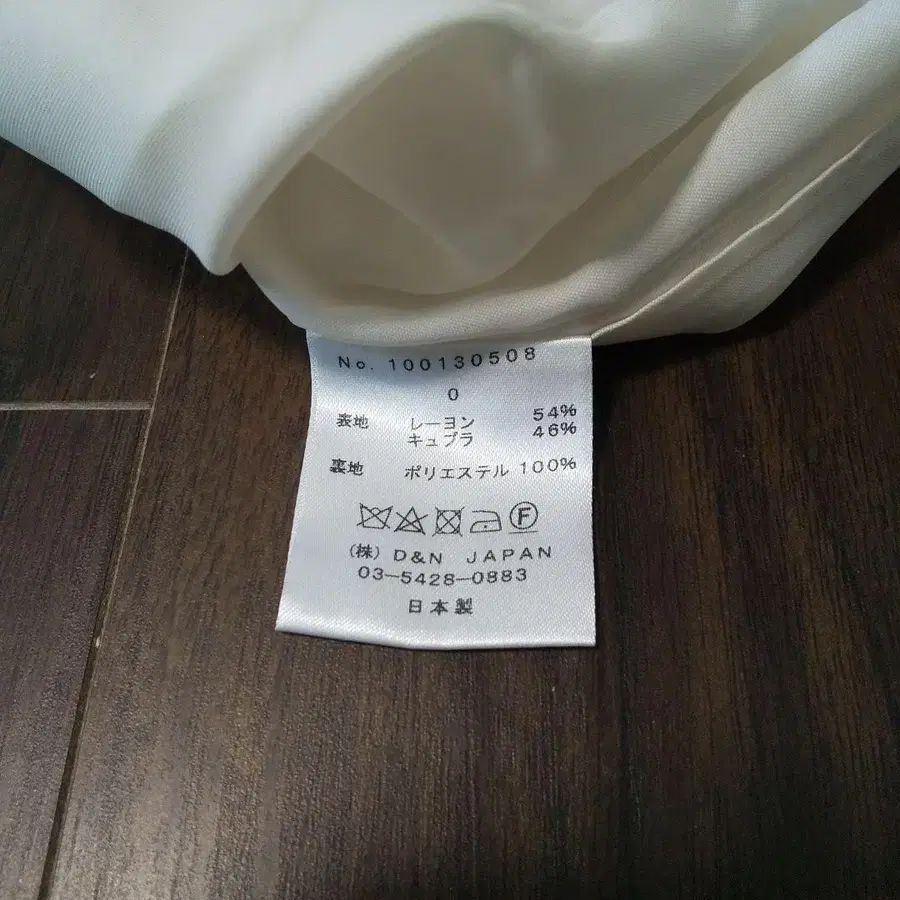 No. 100130508
0
表地 レーヨン 54%
キュプラ 46%
裏地 ポリエステル 100%
F
(株) D&N JAPAN
03-5428-0883
日本製